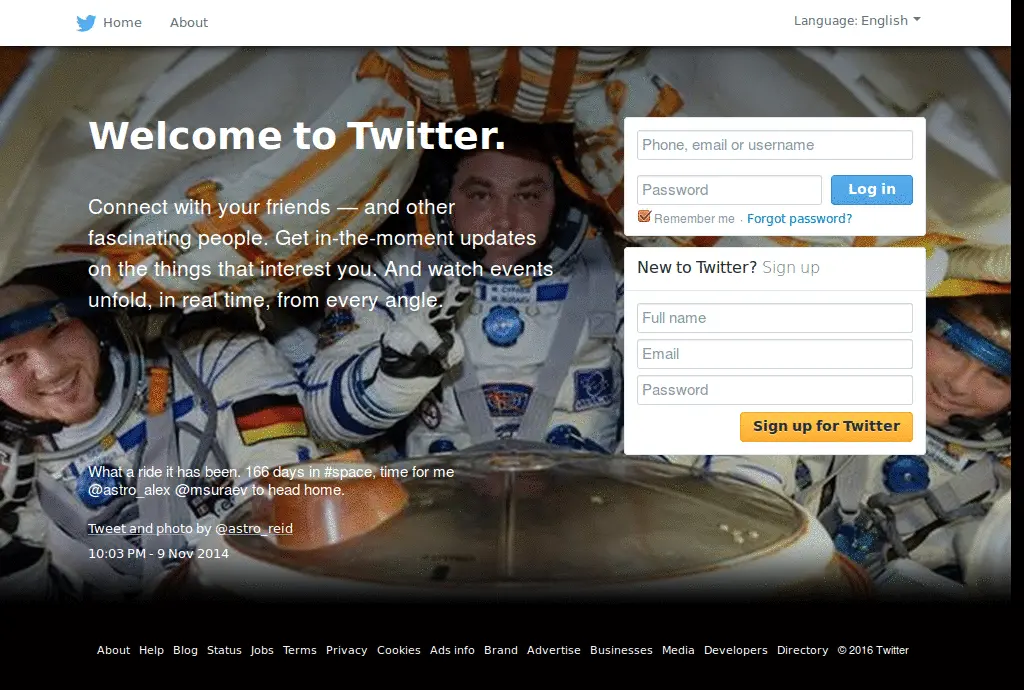 Home About Language: English
Welcome to Twitter.
Connect with your friends — and other
fascinating people. Get in-the-moment updates
on the things that interest you. And watch events
unfold, in real time, from every angle.
What a ride it has been. 166 days in #space, time for me
@astro_alex @msuraev to head home.
Tweet and photo by @astro_reid
10:03 PM - 9 Nov 2014
Phone, email or username
Password Log in
Remember me · Forgot password?
New to Twitter? Sign up
Full name
Email
Password
Sign up for Twitter
About Help Blog Status Jobs Terms Privacy Cookies Ads info Brand Advertise Businesses Media Developers Directory © 2016 Twitter